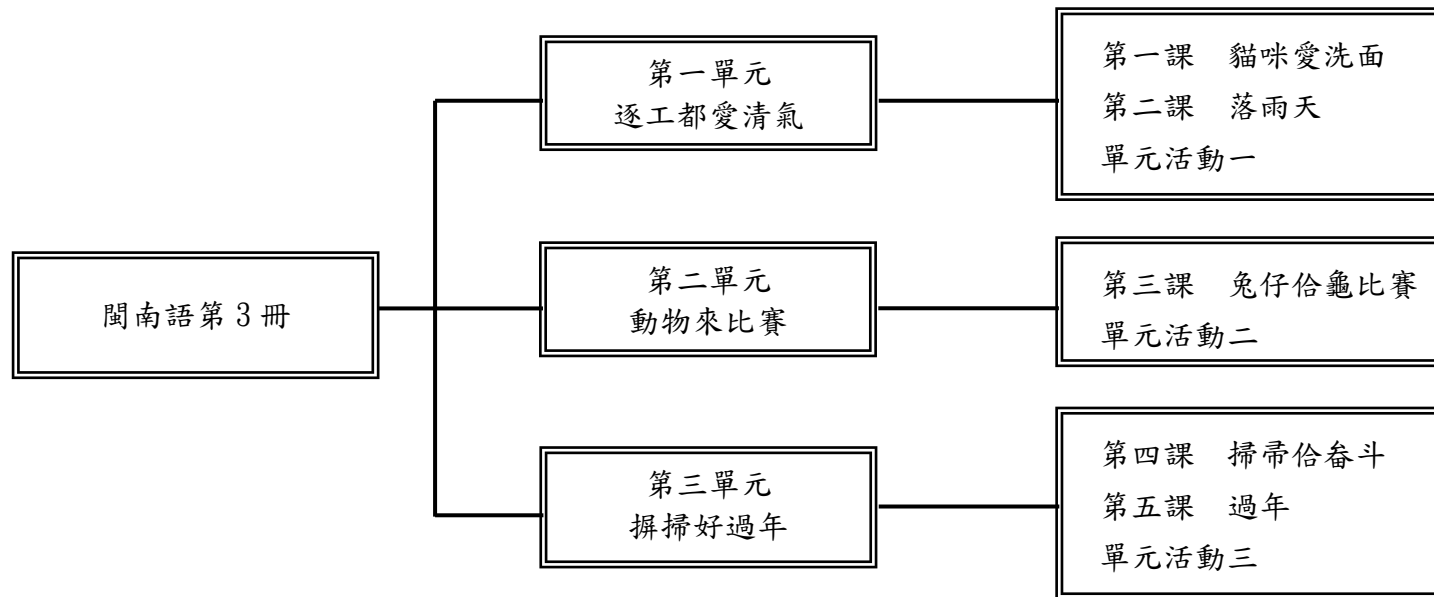 閩南語第3冊
第一單元
逐工都愛清氣
第一課　貓咪愛洗面
第二課　落雨天
單元活動一
第二單元
動物來比賽
第三課　兔仔佮龜比賽
單元活動二
第三單元
摒掃好過年
第四課　掃帚佮畚斗
第五課　過年
單元活動三